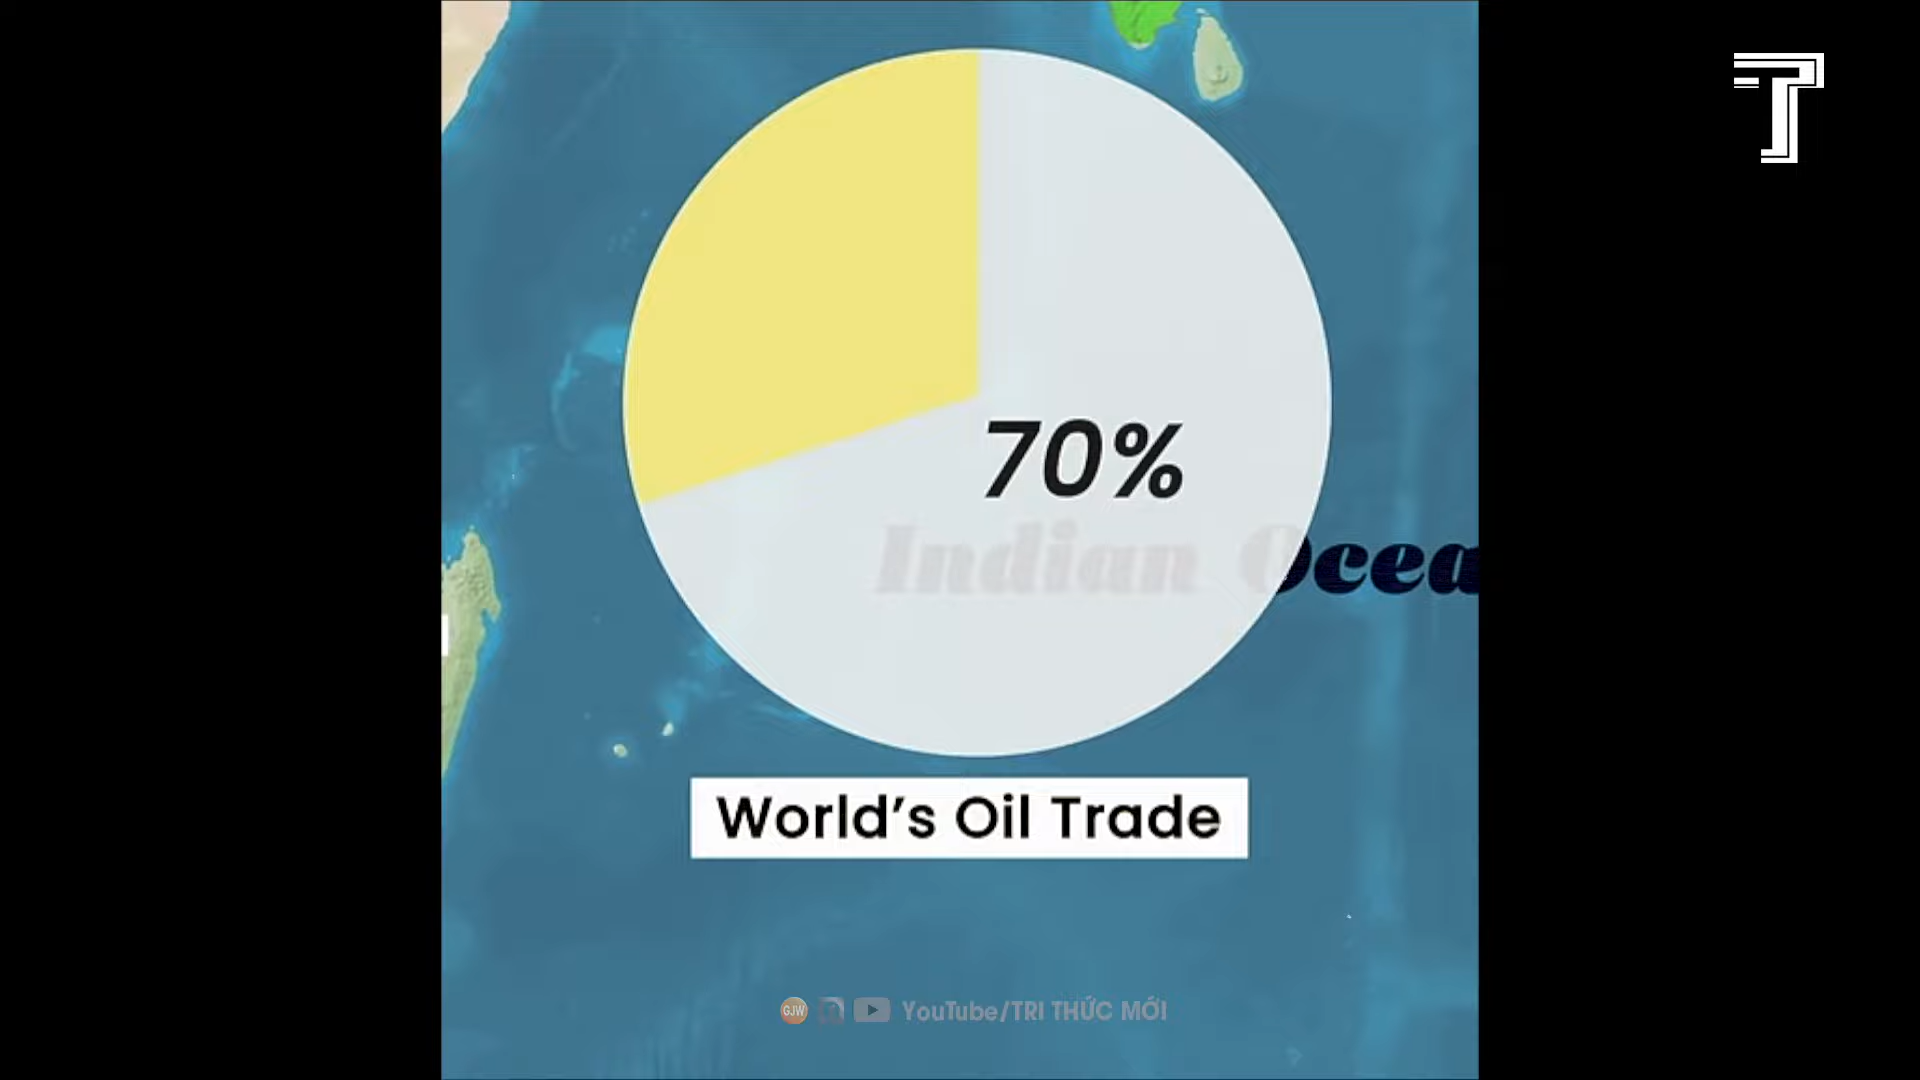 70%
Indian Ocea
World's Oil Trade
GJW YouTube/TRI THỨC MỚI